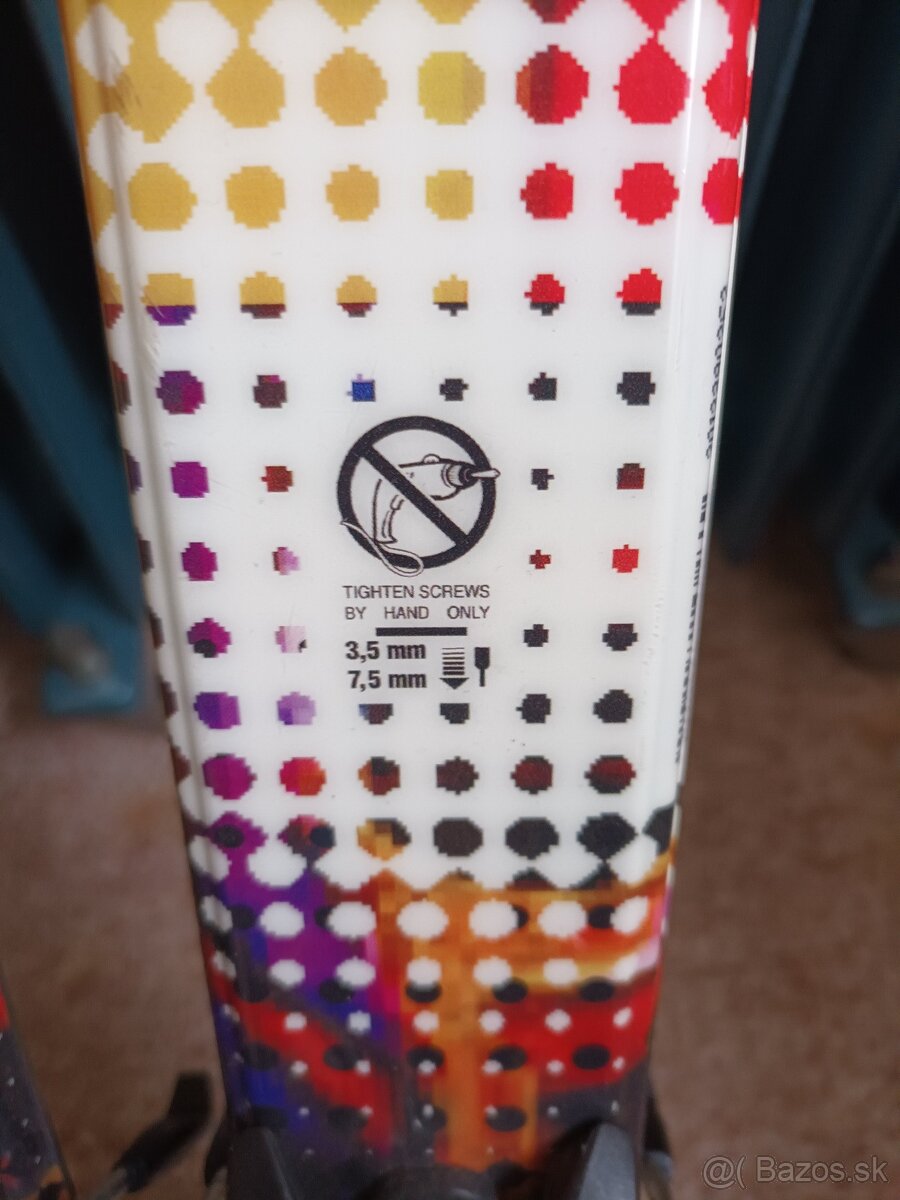 TIGHTEN SCREWS
BY HAND ONLY
3,5 mm
7,5 mm
@( Bazos.sk